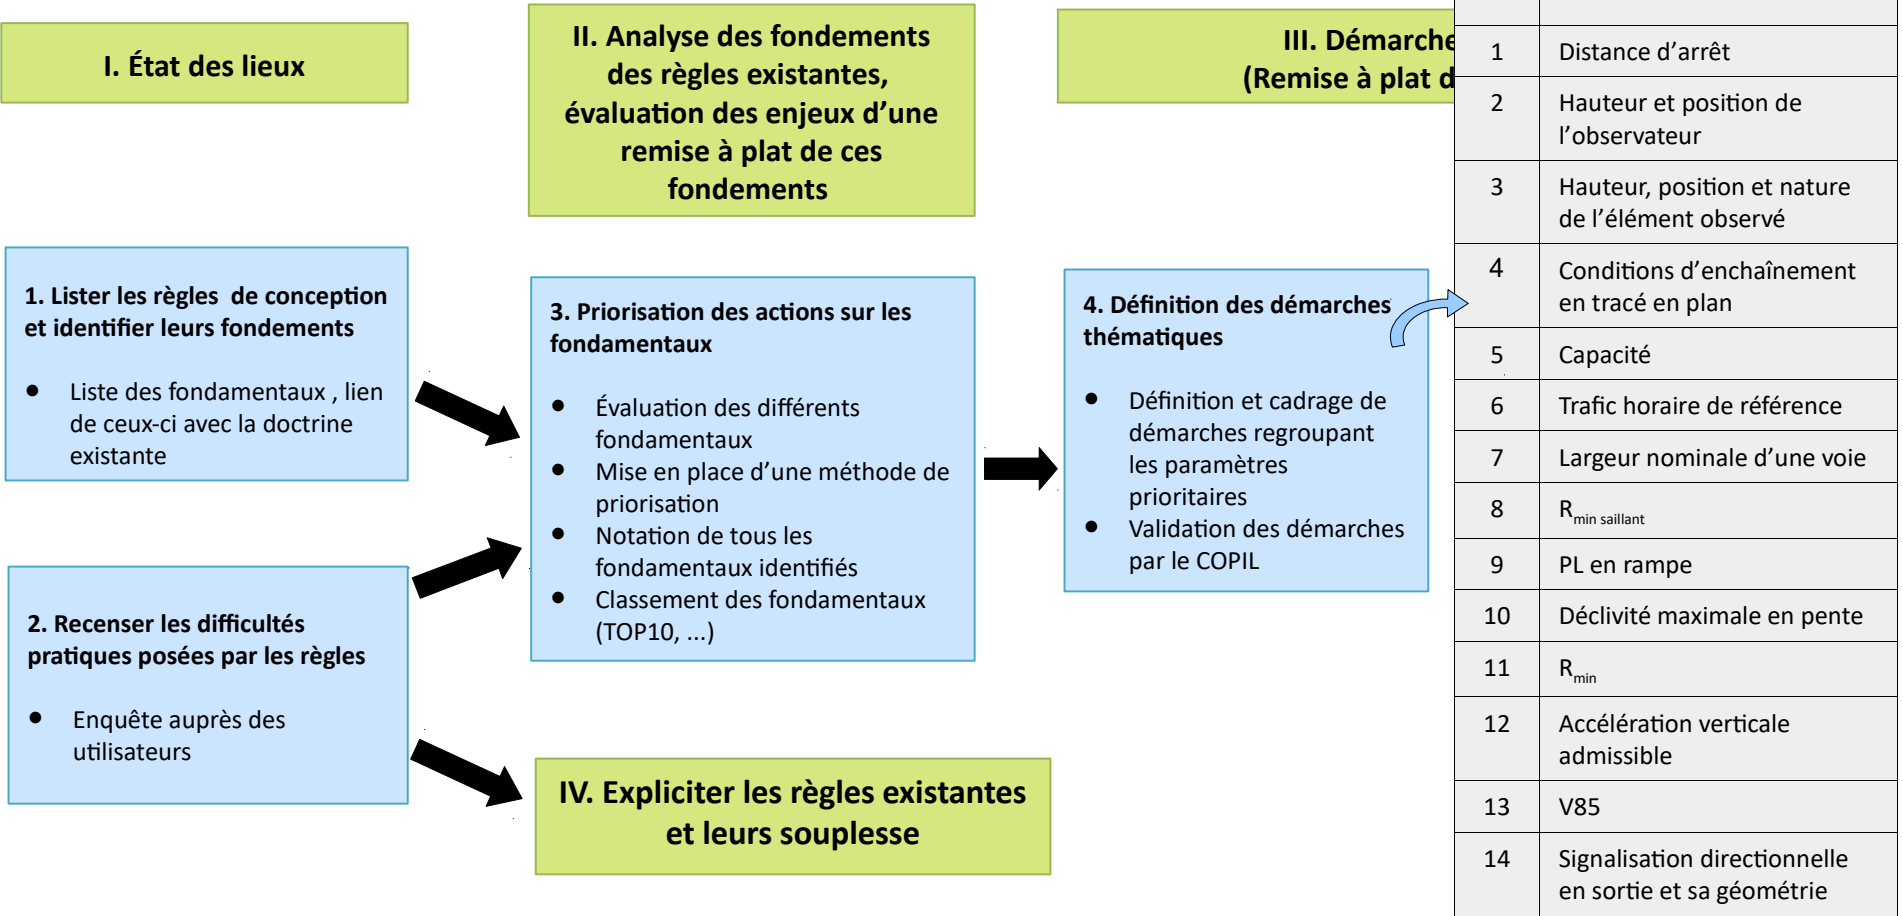 I. État des lieux
II. Analyse des fondements
des règles existantes,
évaluation des enjeux d'une
remise à plat de ces
fondements
III. Démarche
(Remise à plat d
1. Lister les règles de conception
et identifier leurs fondements
● Liste des fondamentaux , lien
de ceux-ci avec la doctrine
existante
2. Recenser les difficultés
pratiques posées par les règles
● Enquête auprès des
utilisateurs
3. Priorisation des actions sur les
fondamentaux
● Évaluation des différents
fondamentaux
● Mise en place d'une méthode de
priorisation
● Notation de tous les
fondamentaux identifiés
● Classement des fondamentaux
(TOP10, ...)
4. Définition des démarches
thématiques
● Définition et cadrage de
démarches regroupant
les paramètres
prioritaires
● Validation des démarches
par le COPIL
IV. Expliciter les règles existantes
et leurs souplesse
1 Distance d'arrêt
2 Hauteur et position de
l'observateur
3 Hauteur, position et nature
de l'élément observé
4 Conditions d'enchaînement
en tracé en plan
5 Capacité
6 Trafic horaire de référence
7 Largeur nominale d'une voie
8 Rmin saillant
9 PL en rampe
10 Déclivité maximale en pente
11 Rmin
12 Accélération verticale
admissible
13 V85
14 Signalisation directionnelle
en sortie et sa géométrie